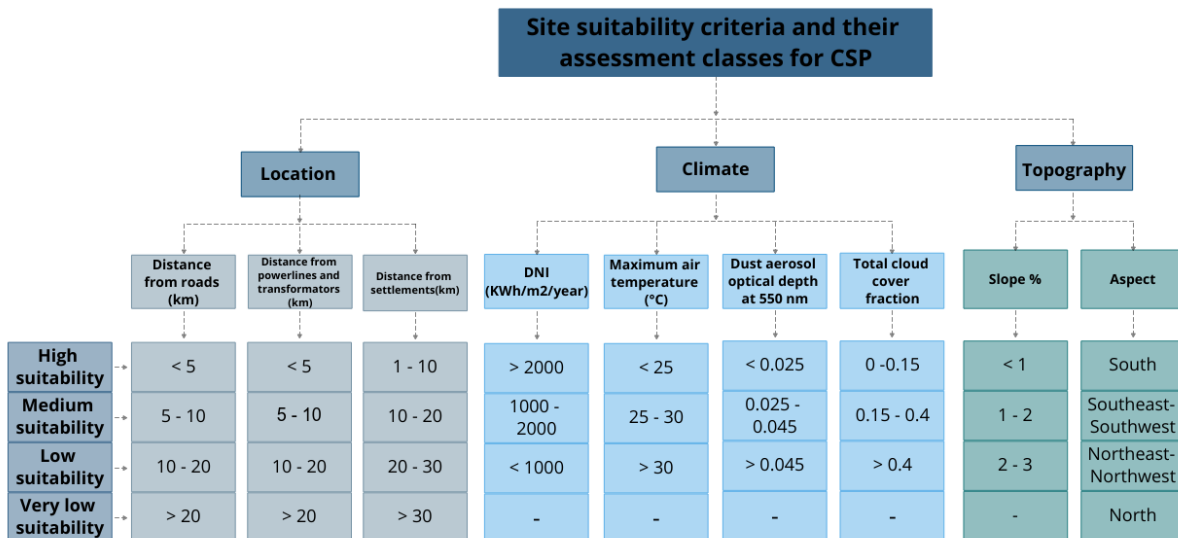 Site suitability criteria and their
assessment classes for CSP
Location
Climate
Topography
Distance
from roads
(km)
Distance from
powerlines and
transformators
(km)
Distance from
settlements(km)
DNI
(KWh/m2/year)
Maximum air
temperature
(°C)
Dust aerosol
optical depth
at 550 nm
Total cloud
cover
fraction
Slope %
Aspect
High
suitability
< 5
< 5
1 - 10
> 2000
< 25
< 0.025
0 -0.15
< 1
South
Medium
suitability
5 - 10
5 - 10
10 - 20
1000 -
2000
25 - 30
0.025 -
0.045
0.15 - 0.4
1 - 2
Southeast-
Southwest
Low
suitability
10 - 20
10 - 20
20 - 30
< 1000
> 30
> 0.045
> 0.4
2 - 3
Northeast-
Northwest
Very low
suitability
> 20
> 20
> 30
-
-
-
-
-
North